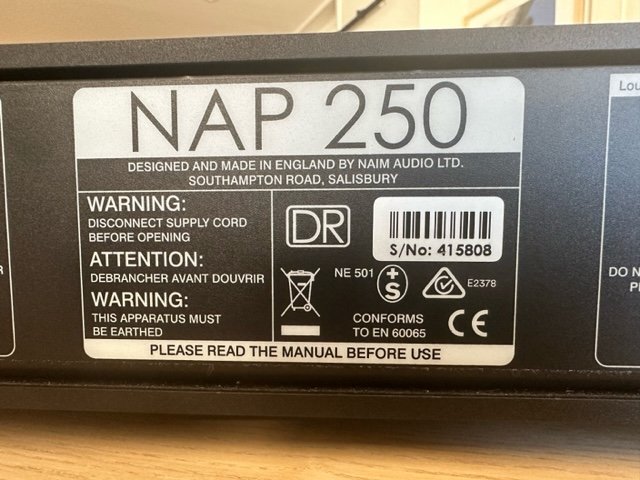 NAP 250
DESIGNED AND MADE IN ENGLAND BY NAIM AUDIO LTD.
SOUTHAMPTON ROAD, SALISBURY
WARNING:
DISCONNECT SUPPLY CORD
BEFORE OPENING
ATTENTION:
DEBRANCHER AVANT DOUVRIR
WARNING:
THIS APPARATUS MUST
BE EARTHED
DR
S/No: 415808
NE 501
+
S
E2378
CONFORMS
TO EN 60065
CE
PLEASE READ THE MANUAL BEFORE USE
DO